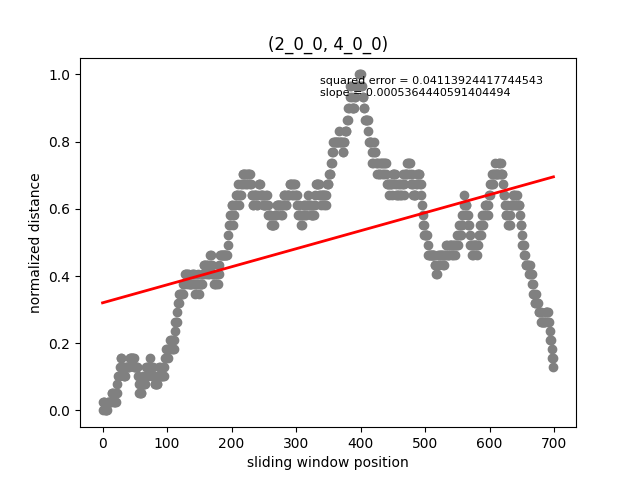 (2_0_0, 4_0_0)
squared error = 0.04113924417744543
slope = 0.0005364440591404494
normalized distance
1.0
0.8
0.6
0.4
0.2
0.0
0 100 200 300 400 500 600 700
sliding window position